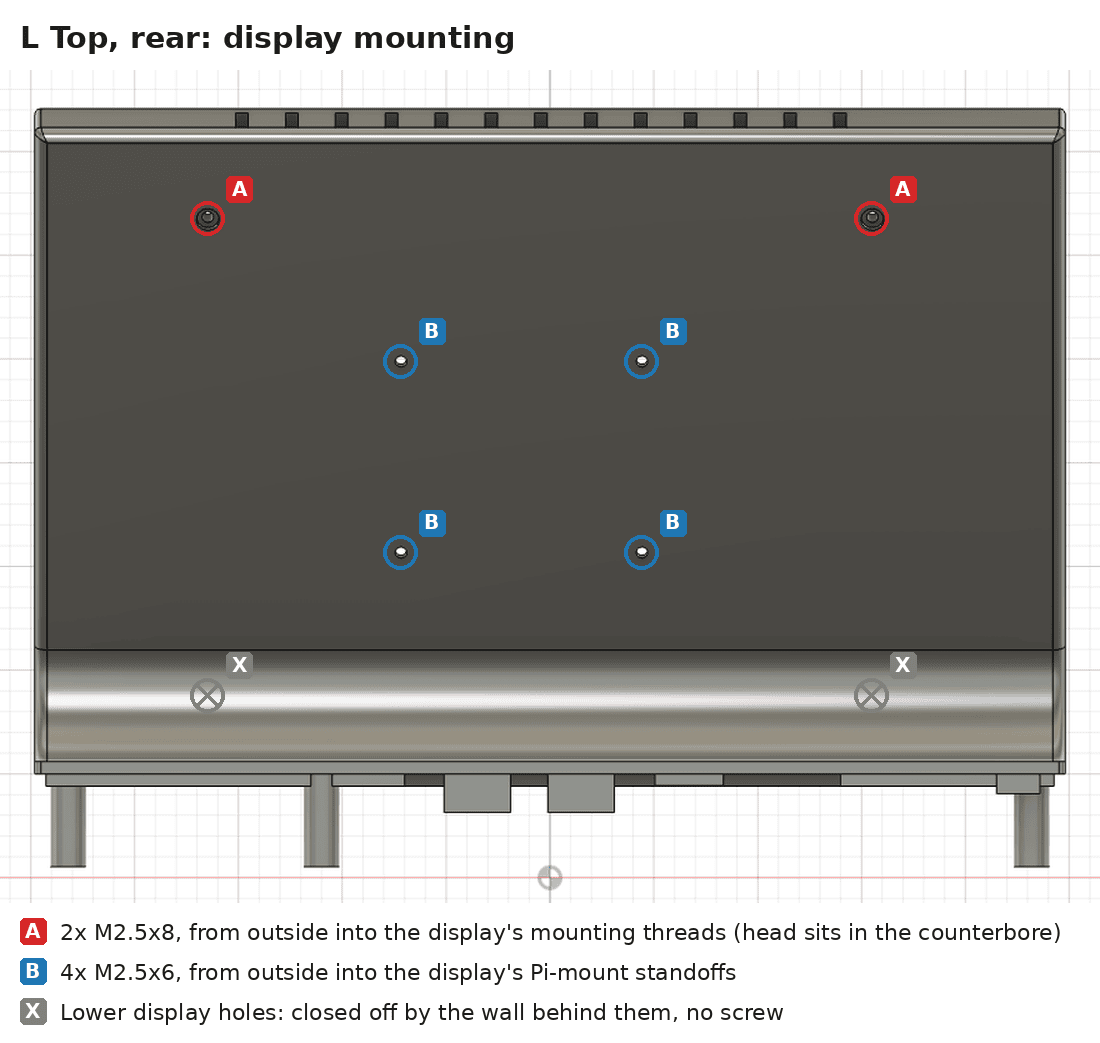 L Top, rear: display mounting
A
A
B
B
B
B
X
X
A 2x M2.5x8, from outside into the display's mounting threads (head sits in the counterbore)
B 4x M2.5x6, from outside into the display's Pi-mount standoffs
X Lower display holes: closed off by the wall behind them, no screw